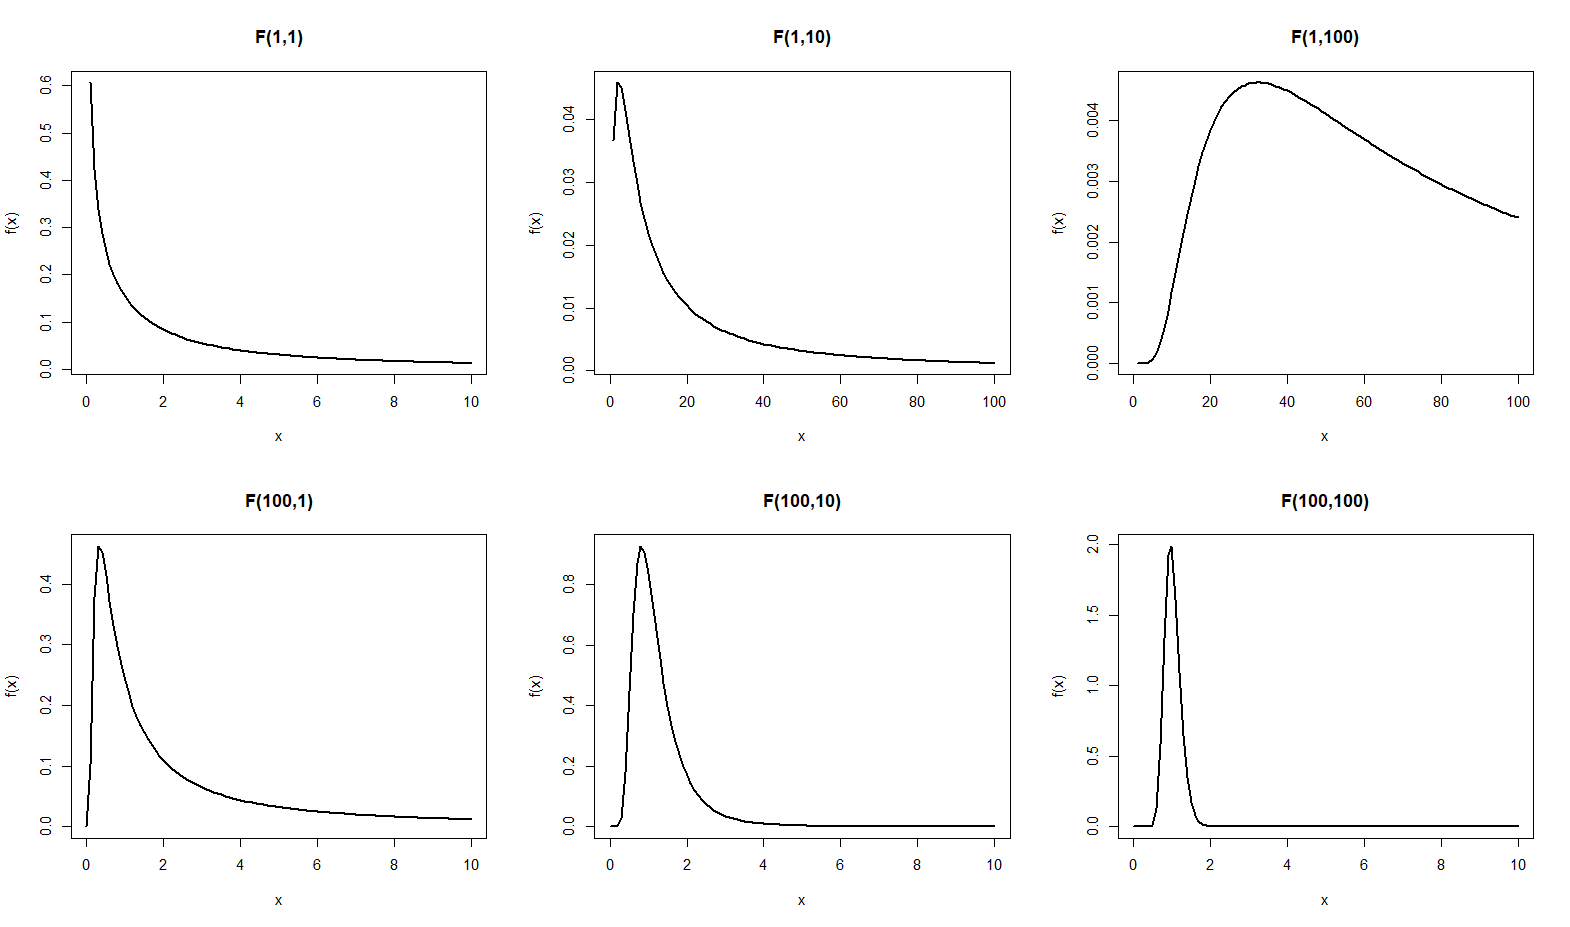 F(1,1)
f(x)
0.0 0.1 0.2 0.3 0.4 0.5 0.6
0 2 4 6 8 10
x
F(1,10)
f(x)
0.00 0.01 0.02 0.03 0.04
0 20 40 60 80 100
x
F(1,100)
f(x)
0.000 0.001 0.002 0.003 0.004
0 20 40 60 80 100
x
F(100,1)
f(x)
0.0 0.1 0.2 0.3 0.4
0 2 4 6 8 10
x
F(100,10)
f(x)
0.0 0.2 0.4 0.6 0.8
0 2 4 6 8 10
x
F(100,100)
f(x)
0.0 0.5 1.0 1.5 2.0
0 2 4 6 8 10
x